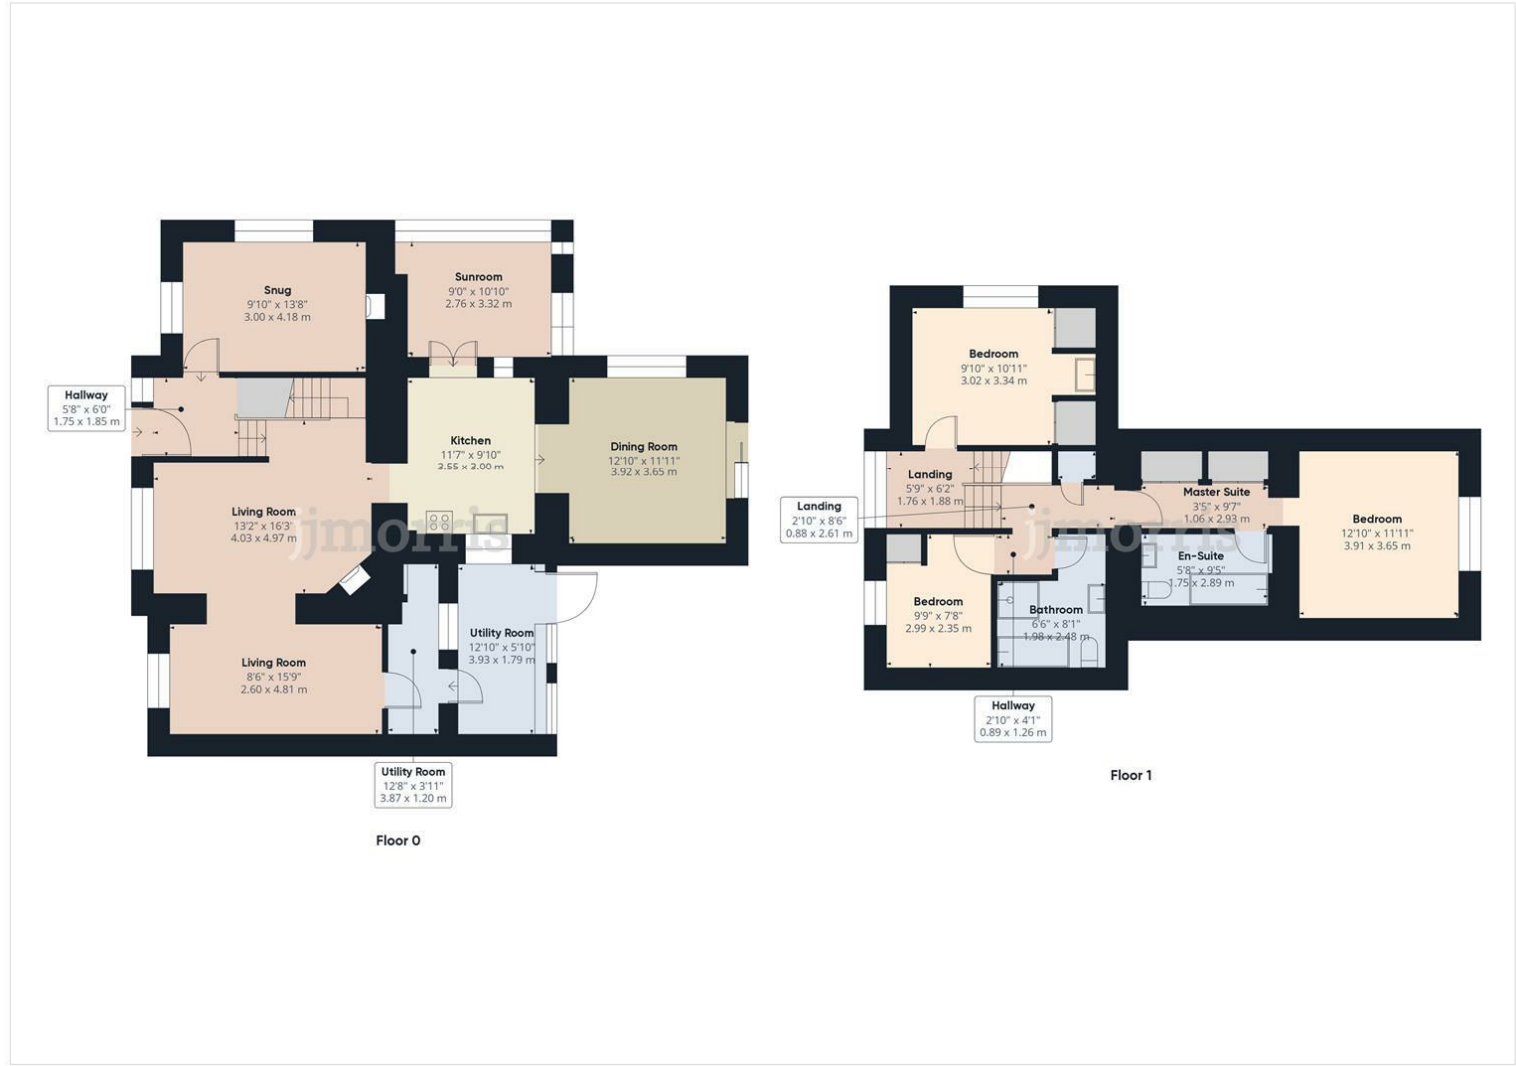 Snug
9'10" x 13'8"
3.00 x 4.18 m
Sunroom
9'0" x 10'10"
2.76 x 3.32 m
Hallway
5'8" x 6'0"
1.75 x 1.85 m
Kitchen
11'7" x 9'10"
3.55 x 3.00 m
Dining Room
12'10" x 11'11"
3.92 x 3.65 m
Living Room
13'2" x 16'3"
4.03 x 4.97 m
jjmorris
Living Room
8'6" x 15'9"
2.60 x 4.81 m
Utility Room
12'10" x 5'10"
3.93 x 1.79 m
Utility Room
12'8" x 3'11"
3.87 x 1.20 m
Floor 0
Bedroom
9'10" x 10'11"
3.02 x 3.34 m
Landing
5'9" x 6'2"
1.76 x 1.88 m
Landing
2'10" x 8'6"
0.88 x 2.61 m
Master Suite
3'5" x 9'7"
1.06 x 2.93 m
Bedroom
12'10" x 11'11"
3.91 x 3.65 m
jjmorris
En-Suite
5'8" x 9'5"
1.75 x 2.89 m
Bedroom
9'9" x 7'8"
2.99 x 2.35 m
Bathroom
6'6" x 8'1"
1.98 x 2.48 m
Hallway
2'10" x 4'1"
0.89 x 1.26 m
Floor 1